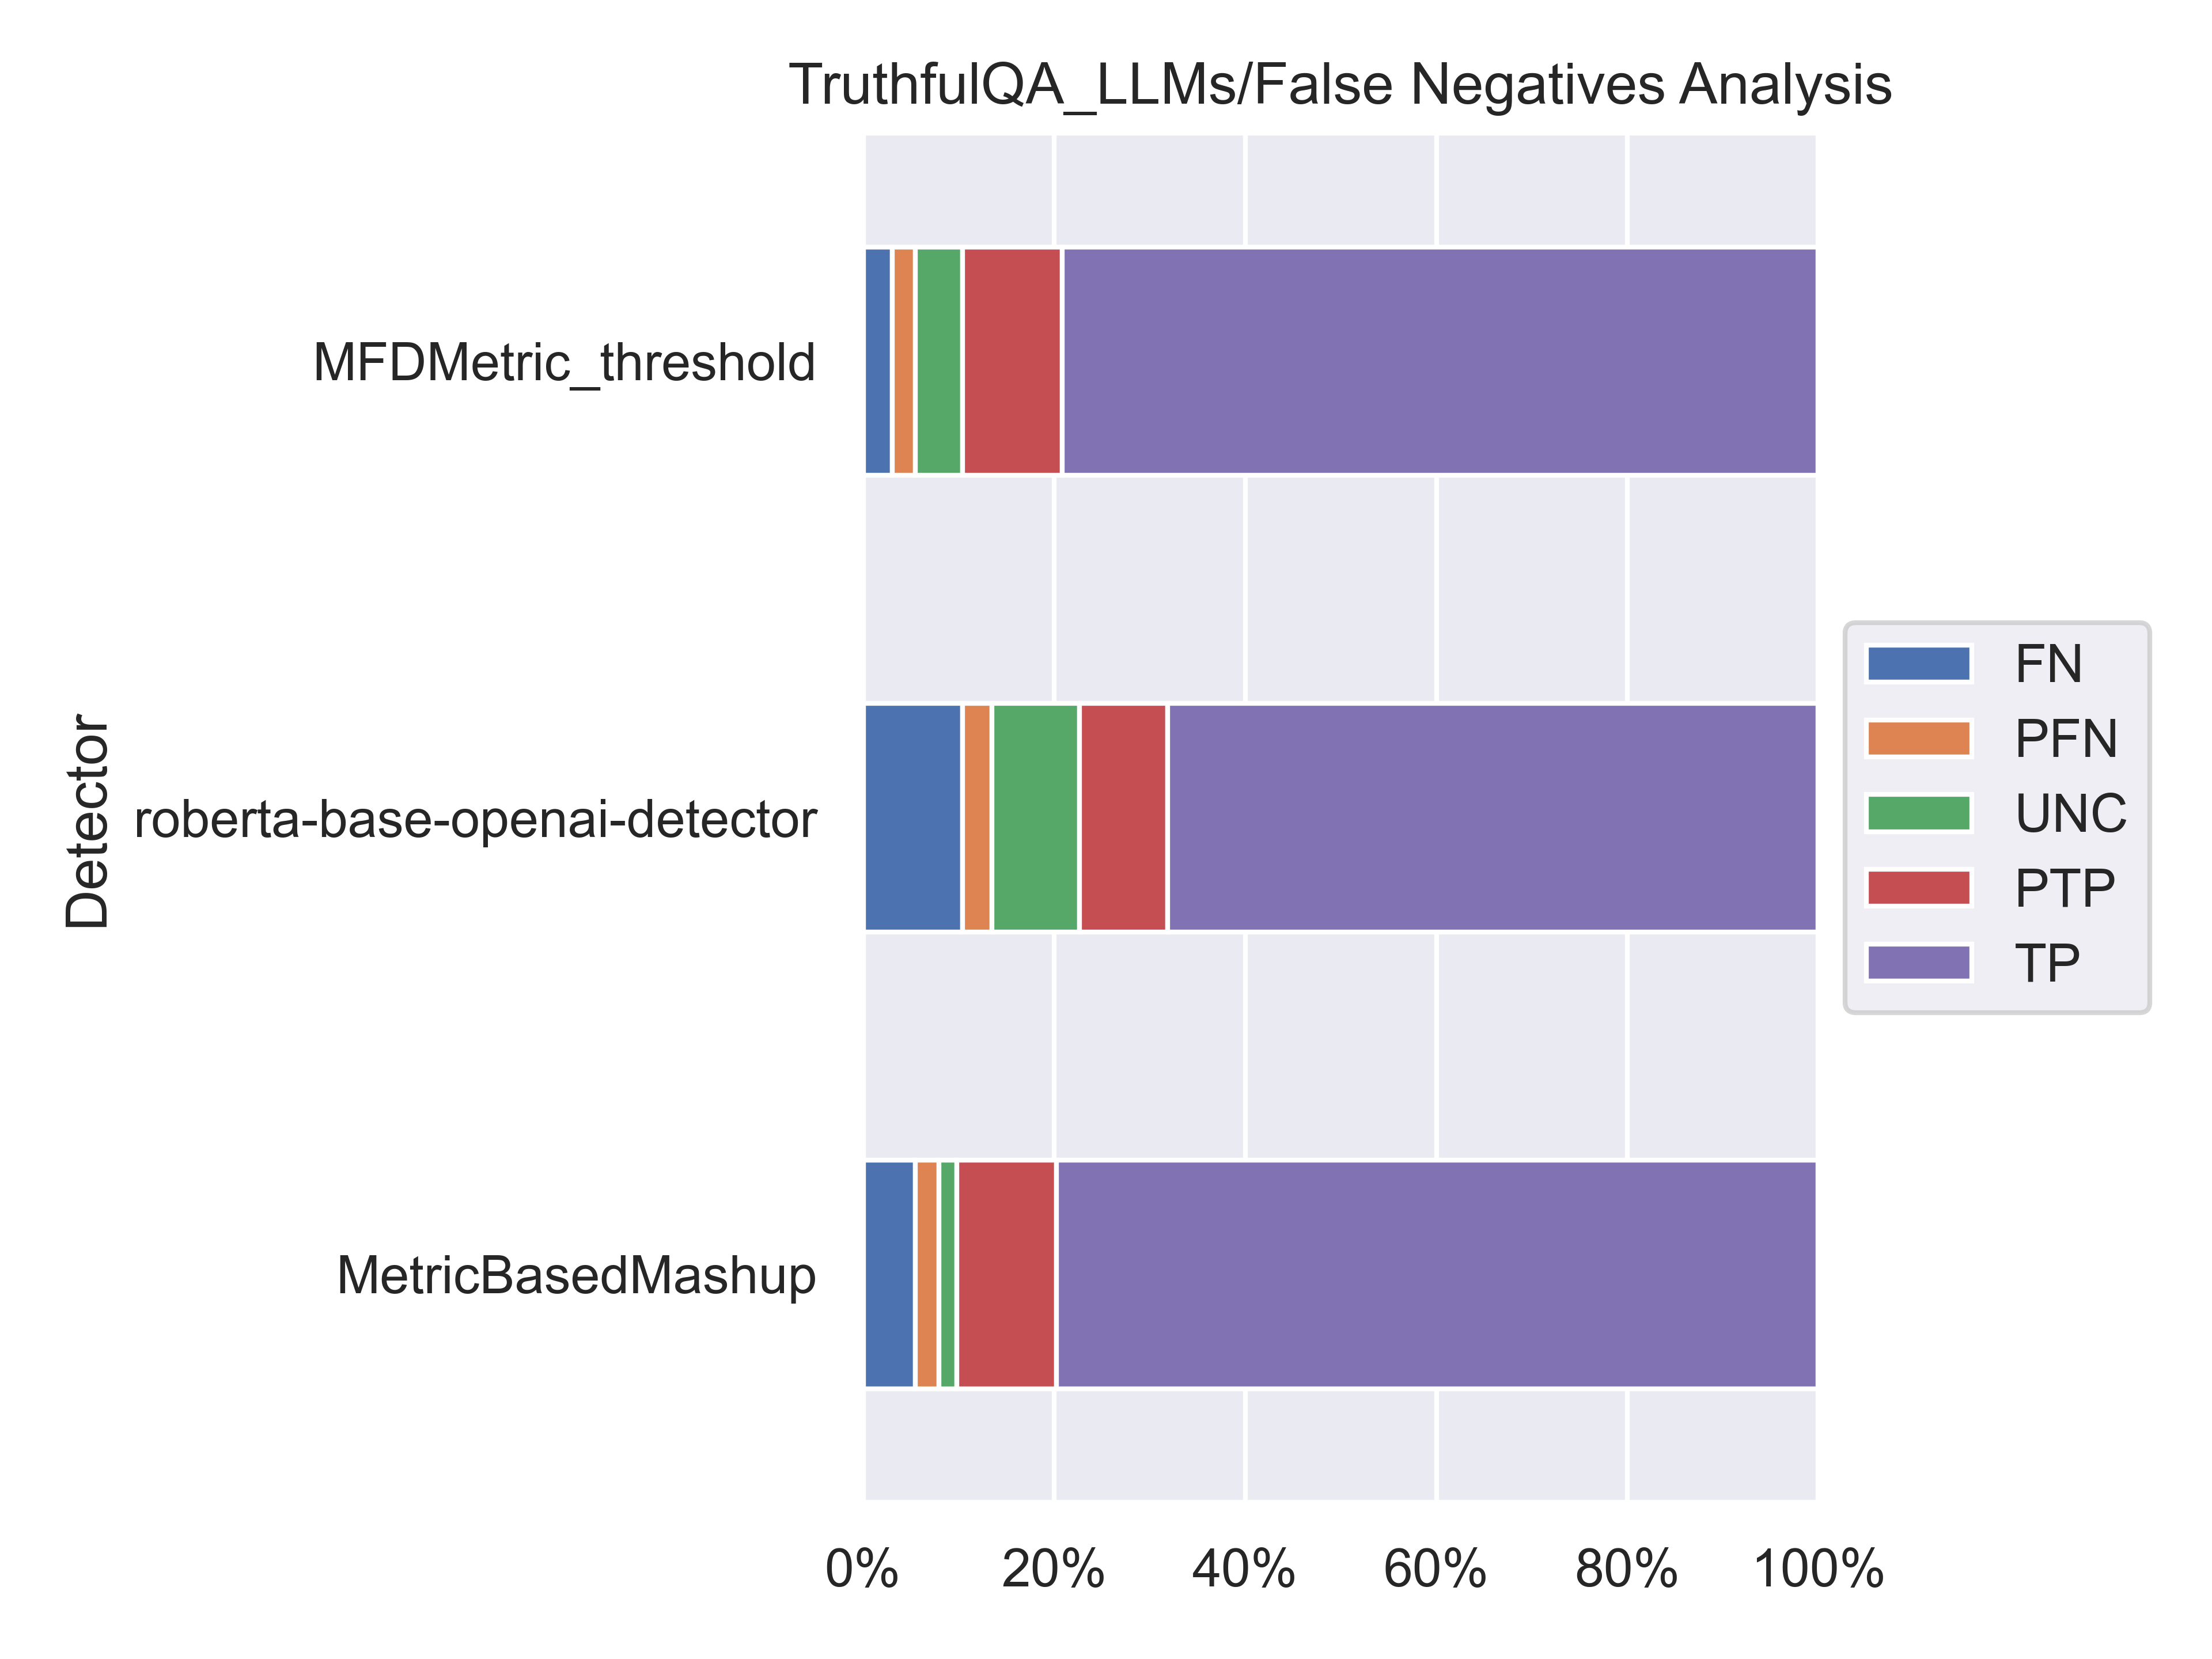 TruthfulQA_LLMs/False Negatives Analysis
MFDMetric_threshold
roberta-base-openai-detector
MetricBasedMashup
Detector
0%
20%
40%
60%
80%
100%
FN
PFN
UNC
PTP
TP